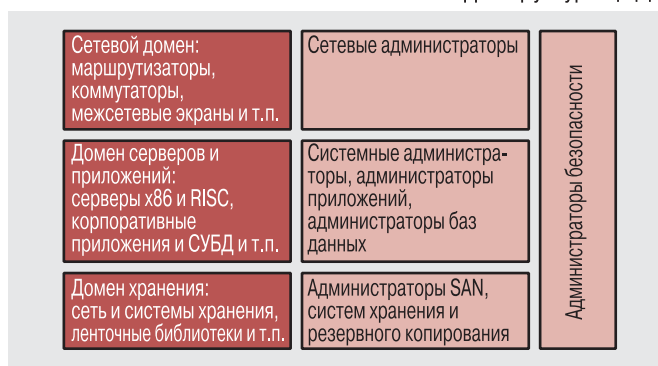 Сетевой домен:
маршрутизаторы,
коммутаторы,
межсетевые экраны и т.п.
Сетевые администраторы
Домен серверов и
приложений:
серверы x86 и RISC,
корпоративные
приложения и СУБД и т.п.
Системные администра-
торы, администраторы
приложений,
администраторы баз
данных
Домен хранения:
сеть и системы хранения,
ленточные библиотеки и т.п.
Администраторы SAN,
систем хранения и
резервного копирования
Администраторы безопасности